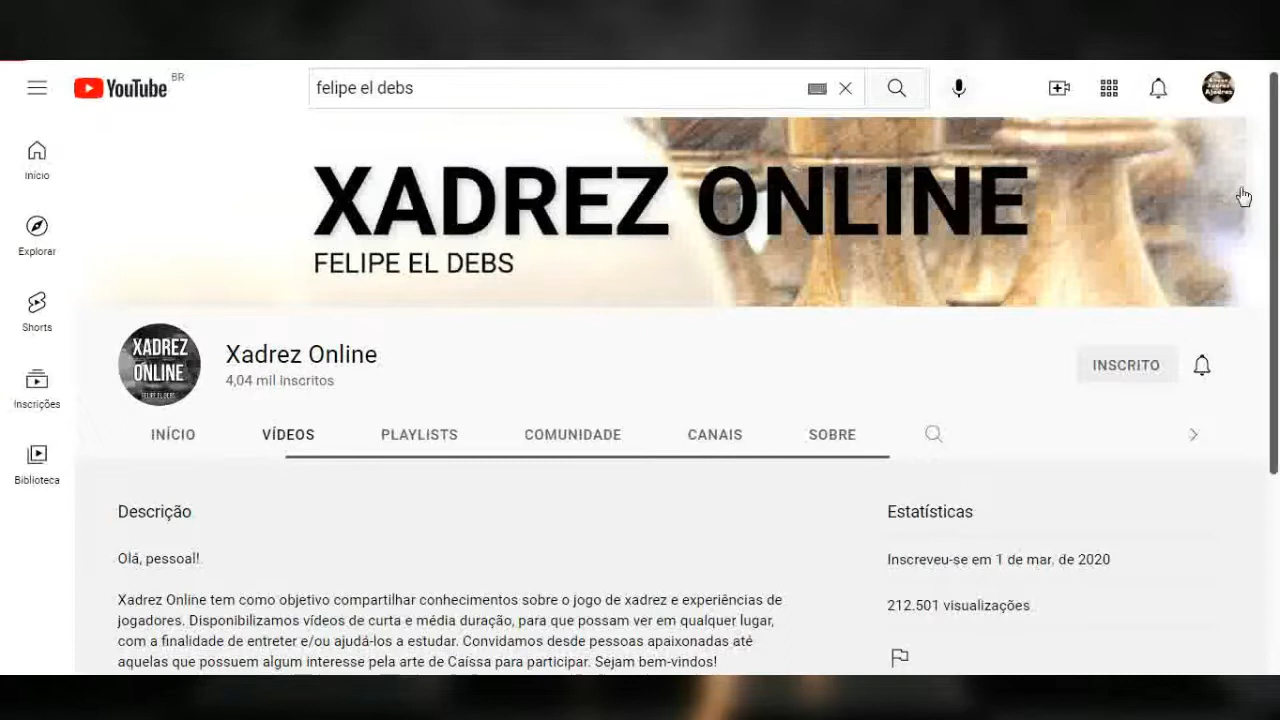 YouTube BR
felipe el debs
XADREZ ONLINE
FELIPE EL DEBS
Início
Explorar
Shorts
Inscrições
Biblioteca
XADREZ
ONLINE
FELIPE EL DEBS
Xadrez Online
4,04 mil inscritos
INSCRITO
INÍCIO VÍDEOS PLAYLISTS COMUNIDADE CANAIS SOBRE
Descrição
Olá, pessoal!
Xadrez Online tem como objetivo compartilhar conhecimentos sobre o jogo de xadrez e experiências de
jogadores. Disponibilizamos vídeos de curta e média duração, para que possam ver em qualquer lugar,
com a finalidade de entreter e/ou ajudá-los a estudar. Convidamos desde pessoas apaixonadas até
aquelas que possuem algum interesse pela arte de Caíssa para participar. Sejam bem-vindos!
Estatísticas
Inscreveu-se em 1 de mar. de 2020
212.501 visualizações